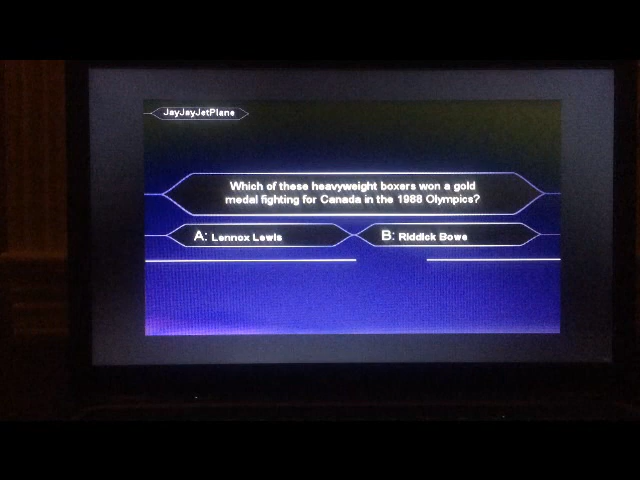 JayJayJetPlane
Which of these heavyweight boxers won a gold
medal fighting for Canada in the 1988 Olympics?
A: Lennox Lewis
B: Riddick Bowe